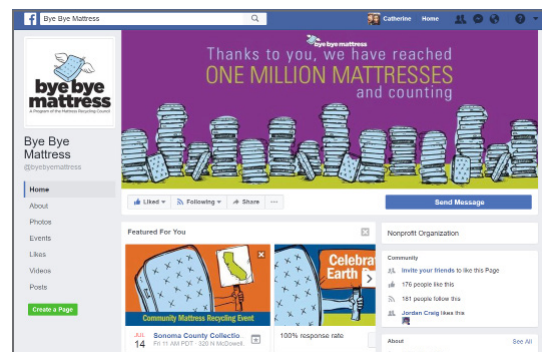 Bye Bye Mattress
Catherine
Home
bye bye mattress
Thanks to you, we have reached
ONE MILLION MATTRESSES
and counting
bye bye
mattress
A Program of the Mattress Recycling Council
Bye Bye
Mattress
@byebyemattress
Home
About
Photos
Events
Likes
Videos
Posts
Create a Page
Liked
Following
Share
Send Message
Featured For You
Community Mattress Recycling Event
JUL
14
Sonoma County Collectio
Fri 11 AM PDT · 320 N McDowell
Celebra
Earth
100% response rate
Nonprofit Organization
Community
Invite your friends to like this Page
176 people like this
181 people follow this
Jordan Craig likes this
About
See All